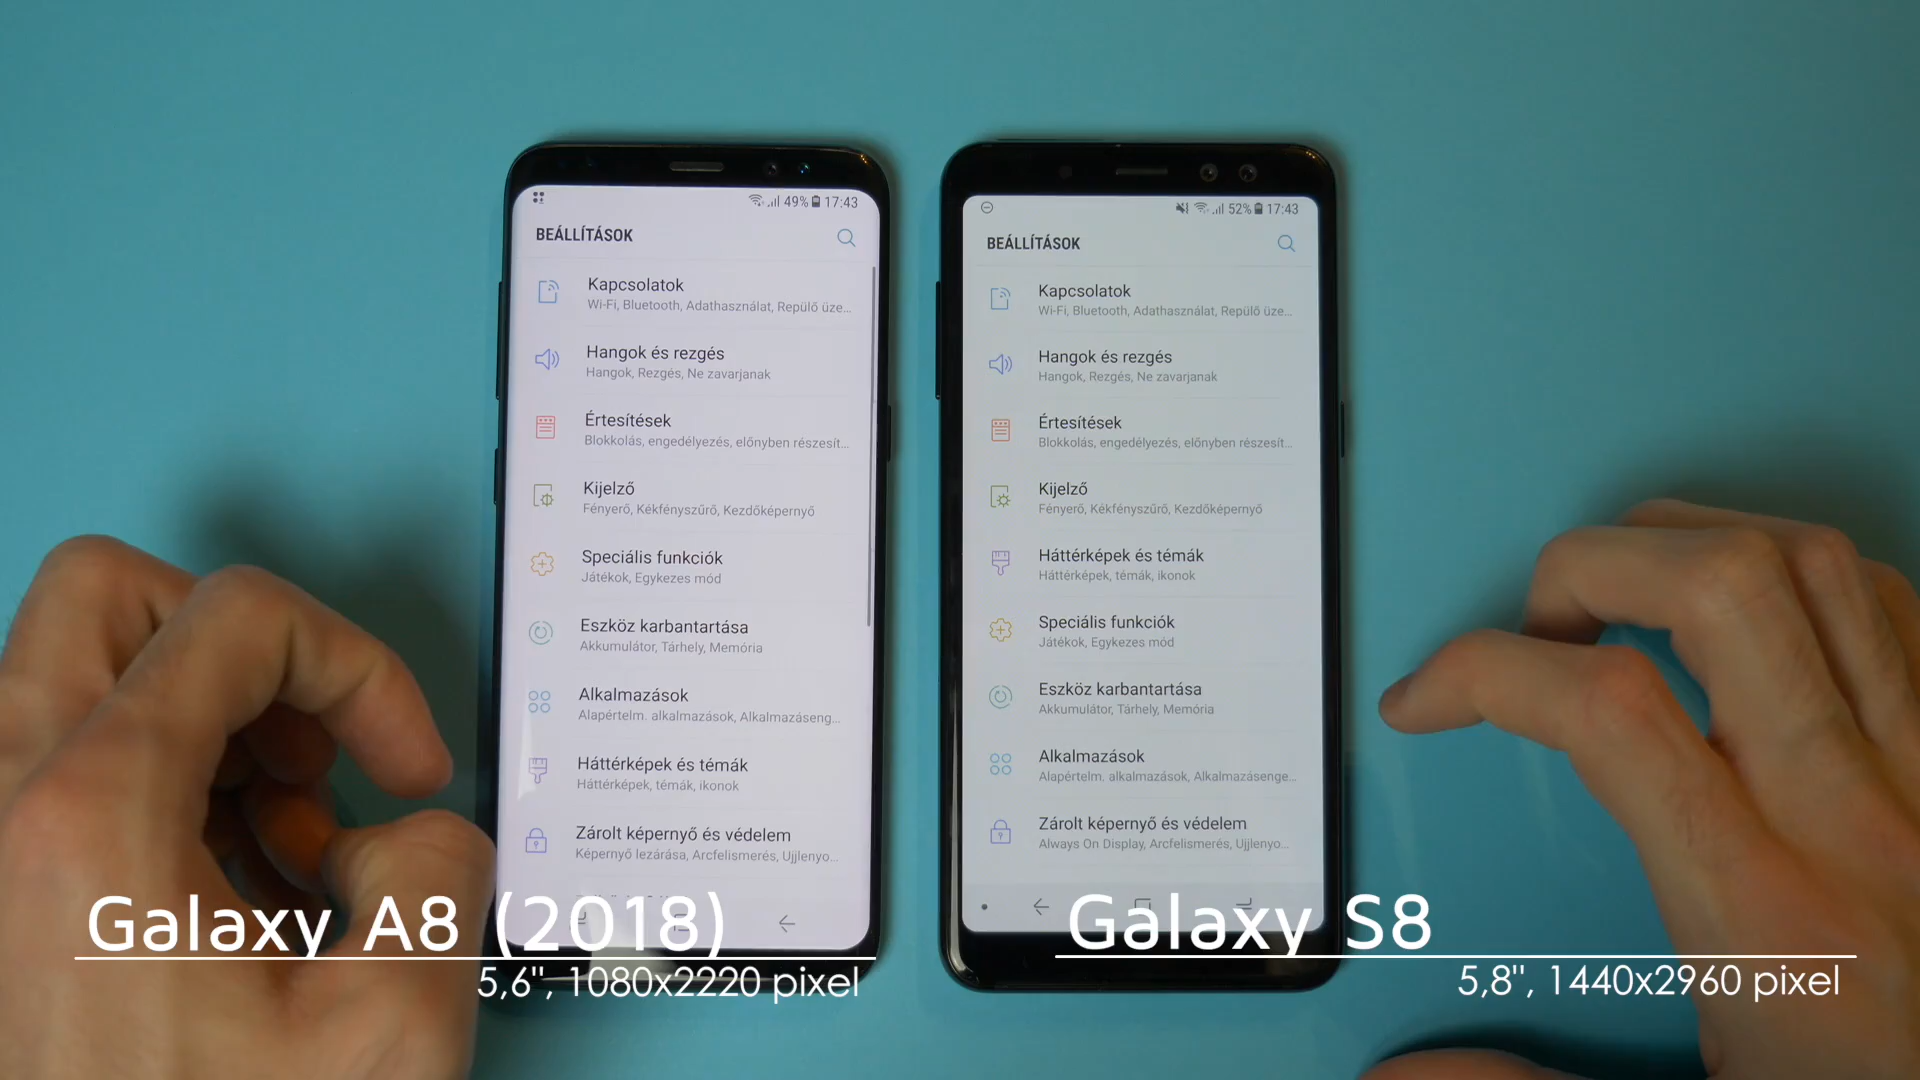 49% 17:43
BEÁLLÍTÁSOK
Kapcsolatok
Wi-Fi, Bluetooth, Adathasználat, Repülő üze...
Hangok és rezgés
Hangok, Rezgés, Ne zavarjanak
Értesítések
Blokkolás, engedélyezés, előnyben részesít...
Kijelző
Fényerő, Kékfényszűrő, Kezdőképernyő
Speciális funkciók
Játékok, Egykezes mód
Eszköz karbantartása
Akkumulátor, Tárhely, Memória
Alkalmazások
Alapértelm. alkalmazások, Alkalmazáseng...
Háttérképek és témák
Háttérképek, témák, ikonok
Zárolt képernyő és védelem
Képernyő lezárása, Arcfelismerés, Ujjlenyo...
52% 17:43
BEÁLLÍTÁSOK
Kapcsolatok
Wi-Fi, Bluetooth, Adathasználat, Repülő üze...
Hangok és rezgés
Hangok, Rezgés, Ne zavarjanak
Értesítések
Blokkolás, engedélyezés, előnyben részesít...
Kijelző
Fényerő, Kékfényszűrő, Kezdőképernyő
Háttérképek és témák
Háttérképek, témák, ikonok
Speciális funkciók
Játékok, Egykezes mód
Eszköz karbantartása
Akkumulátor, Tárhely, Memória
Alkalmazások
Alapértelm. alkalmazások, Alkalmazásenge...
Zárolt képernyő és védelem
Always On Display, Arcfelismerés, Ujjlenyo...
Galaxy A8 (2018)
5,6", 1080x2220 pixel
Galaxy S8
5,8", 1440x2960 pixel